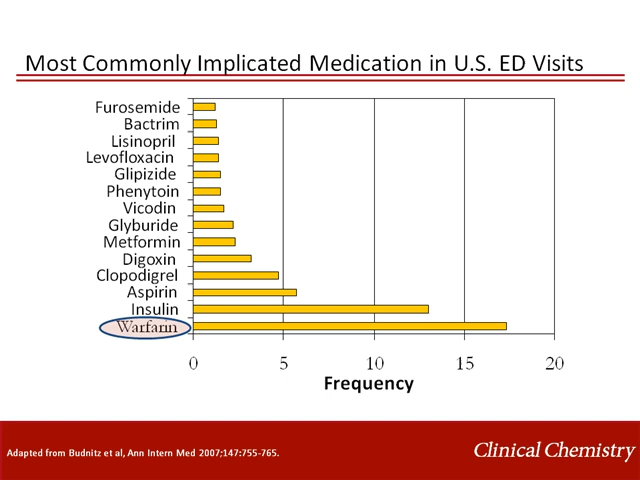 Most Commonly Implicated Medication in U.S. ED Visits
Furosemide
Bactrim
Lisinopril
Levofloxacin
Glipizide
Phenytoin
Vicodin
Glyburide
Metformin
Digoxin
Clopodigrel
Aspirin
Insulin
Warfarin
0 5 10 15 20
Frequency
Adapted from Budnitz et al, Ann Intern Med 2007;147:755-765.
Clinical Chemistry